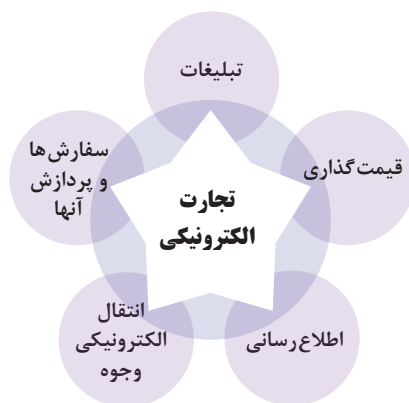 تبلیغات
قیمت‌گذاری
اطلاع‌رسانی
انتقال
الکترونیکی
وجوه
سفارش‌ها
و پردازش
آنها
تجارت
الکترونیکی